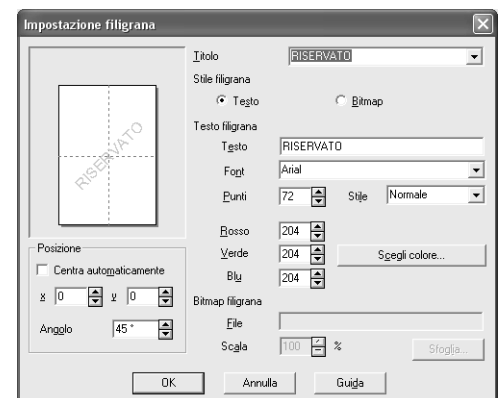 Impostazione filigrana
Titolo RISERVATO
Stile filigrana
Testo Bitmap
RISERVATO
Testo filigrana
Testo RISERVATO
Font Arial
Punti 72 Stile Normale
Rosso 204
Verde 204 Scegli colore...
Blu 204
Posizione
Centra automaticamente
x 0 y 0
Angolo 45 °
Bitmap filigrana
File
Scala 100 % Sfoglia...
OK Annulla Guida